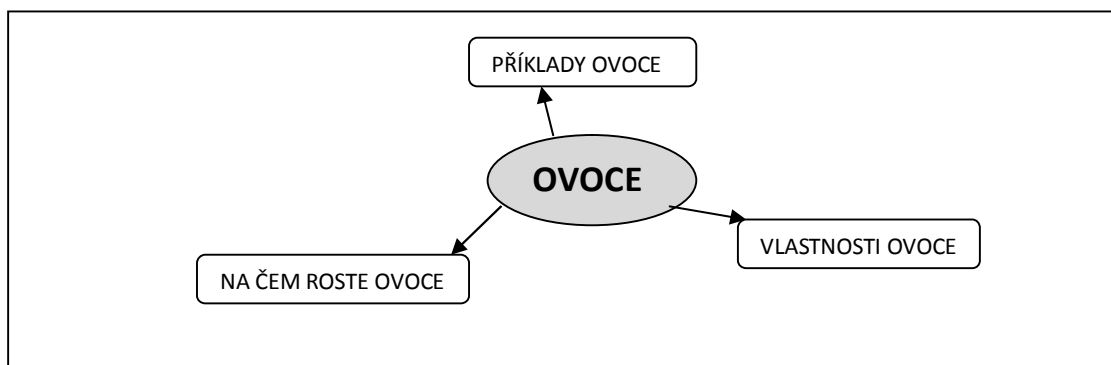 PŘÍKLADY OVOCE
OVOCE
VLASTNOSTI OVOCE
NA ČEM ROSTE OVOCE